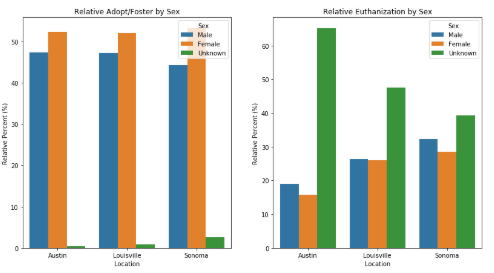 Relative Adopt/Foster by Sex
Relative Percent (%)
50
40
30
20
10
0
Sex
Male
Female
Unknown
Austin
Louisville
Sonoma
Location
Relative Euthanization by Sex
Relative Percent (%)
60
50
40
30
20
10
0
Sex
Male
Female
Unknown
Austin
Louisville
Sonoma
Location